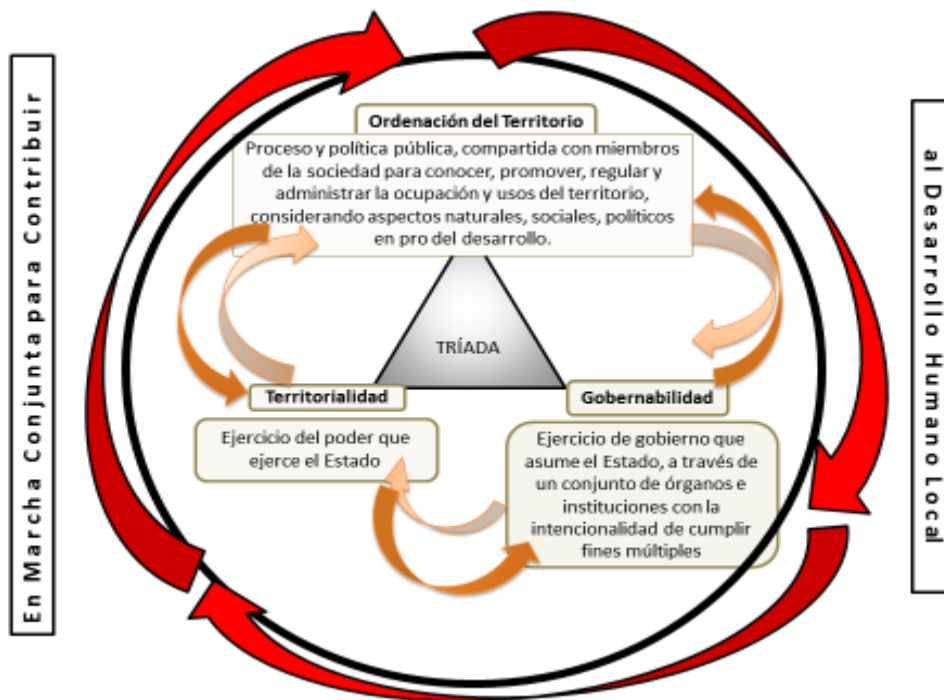 En Marcha Conjunta para Contribuir
Ordenación del Territorio
Proceso y política pública, compartida con miembros
de la sociedad para conocer, promover, regular y
administrar la ocupación y usos del territorio,
considerando aspectos naturales, sociales, políticos
en pro del desarrollo.
TRÍADA
Territorialidad
Ejercicio del poder que
ejerce el Estado
Gobernabilidad
Ejercicio de gobierno que
asume el Estado, a través de
un conjunto de órganos e
instituciones con la
intencionalidad de cumplir
fines múltiples
al Desarrollo Humano Local